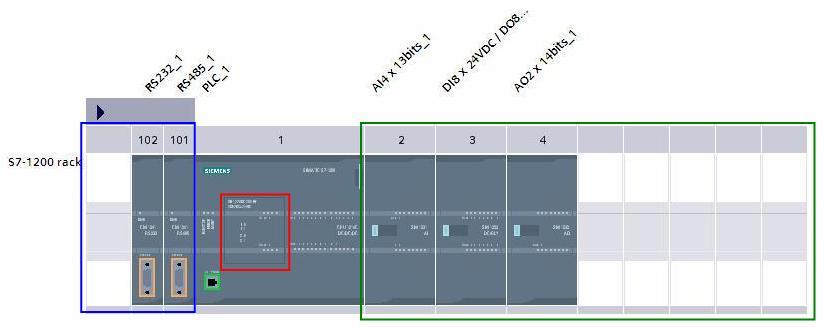 RS232_1
RS485_1
PLC_1
AI4 x 13bits_1
DI8 x 24VDC / DO8...
AO2 x 14bits_1
102
101
1
2
3
4
S7-1200 rack
SIEMENS
SIMATIC S7-1200